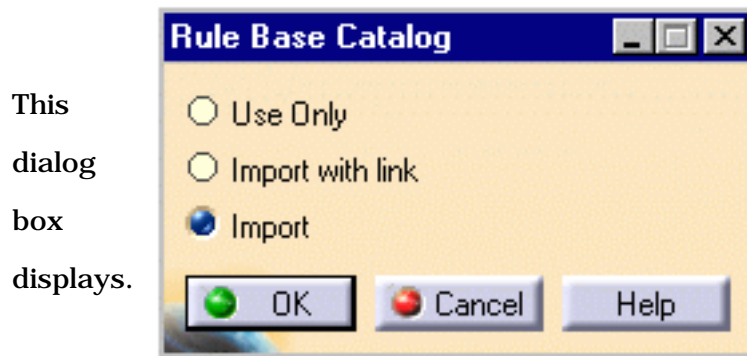 This
dialog
box
displays.
Rule Base Catalog
Use Only
Import with link
Import
OK Cancel Help